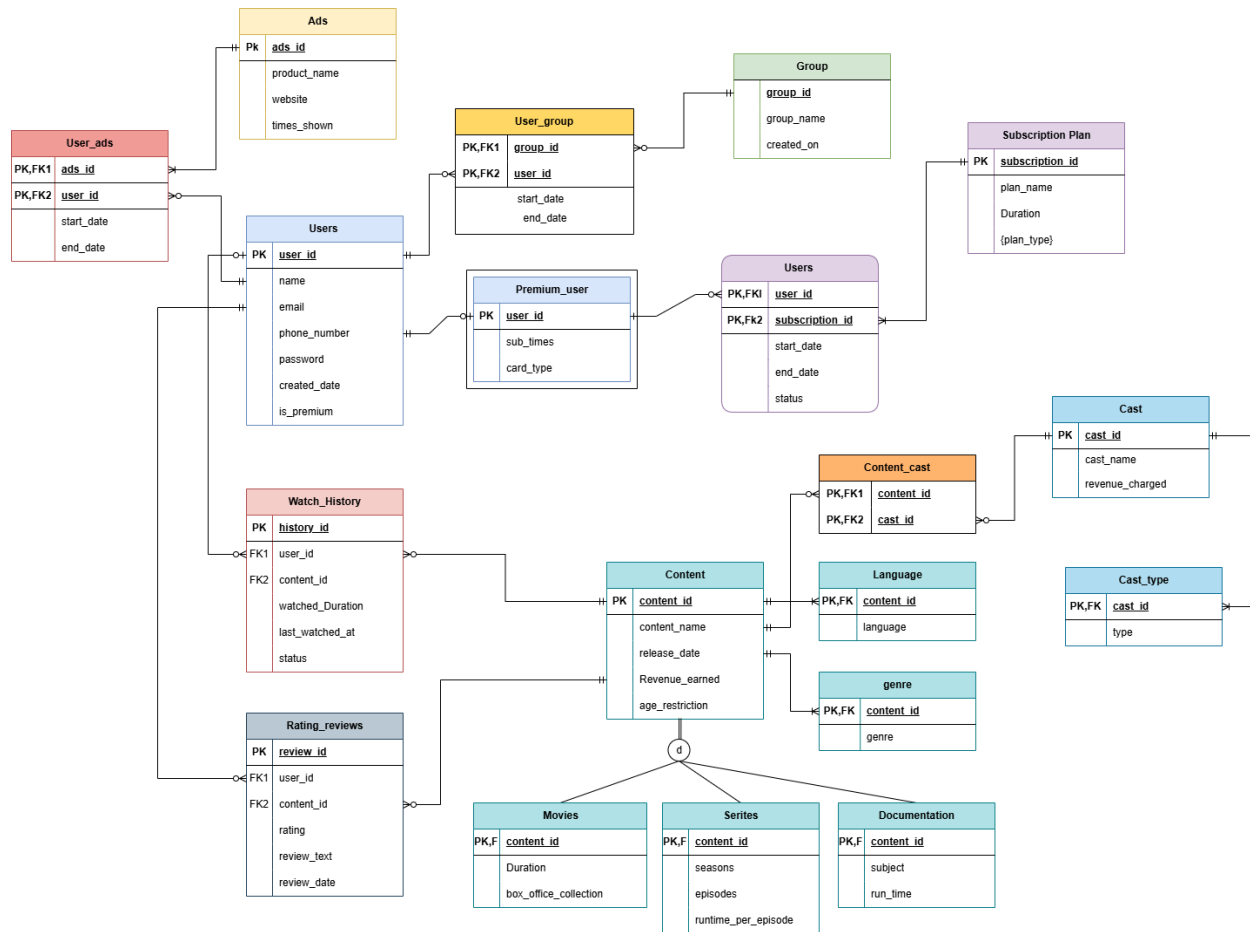 Ads
Pk ads_id
product_name
website
times_shown
User_ads
PK,FK1 ads_id
PK,FK2 user_id
start_date
end_date
User_group
PK,FK1 group_id
PK,FK2 user_id
start_date
end_date
Group
group_id
group_name
created_on
Subscription Plan
PK subscription_id
plan_name
Duration
{plan_type}
Users
PK user_id
name
email
phone_number
password
created_date
is_premium
Premium_user
PK user_id
sub_times
card_type
Users
PK,FKI user_id
PK,Fk2 subscription_id
start_date
end_date
status
Cast
PK cast_id
cast_name
revenue_charged
Content_cast
PK,FK1 content_id
PK,FK2 cast_id
Watch_History
PK history_id
FK1 user_id
FK2 content_id
watched_Duration
last_watched_at
status
Content
PK content_id
content_name
release_date
Revenue_earned
age_restriction
Language
PK,FK content_id
language
Cast_type
PK,FK cast_id
type
genre
PK,FK content_id
genre
Rating_reviews
PK review_id
FK1 user_id
FK2 content_id
rating
review_text
review_date
d
Movies
PK,F content_id
Duration
box_office_collection
Serites
PK,F content_id
seasons
episodes
runtime_per_episode
Documentation
PK,F content_id
subject
run_time